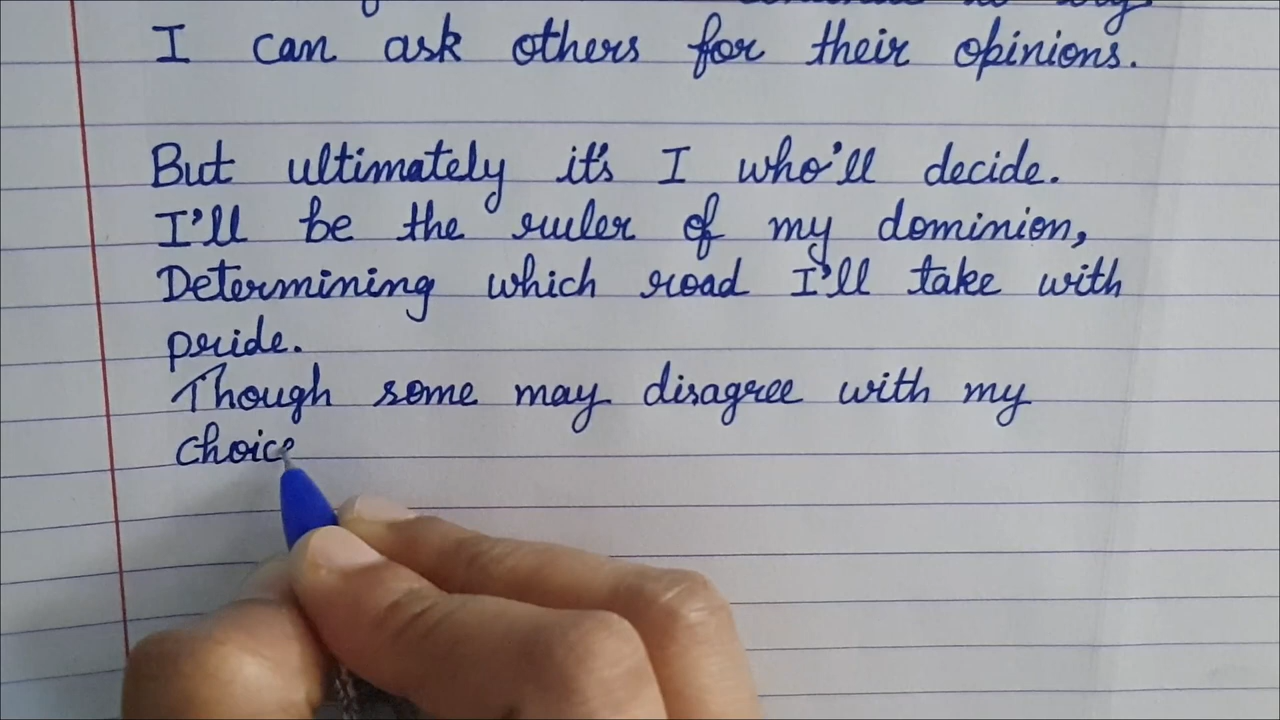 I can ask others for their opinions.
But ultimately it's I who'll decide.
I'll be the ruler of my dominion,
Determining which road I'll take with
pride.
Though some may disagree with my
choice